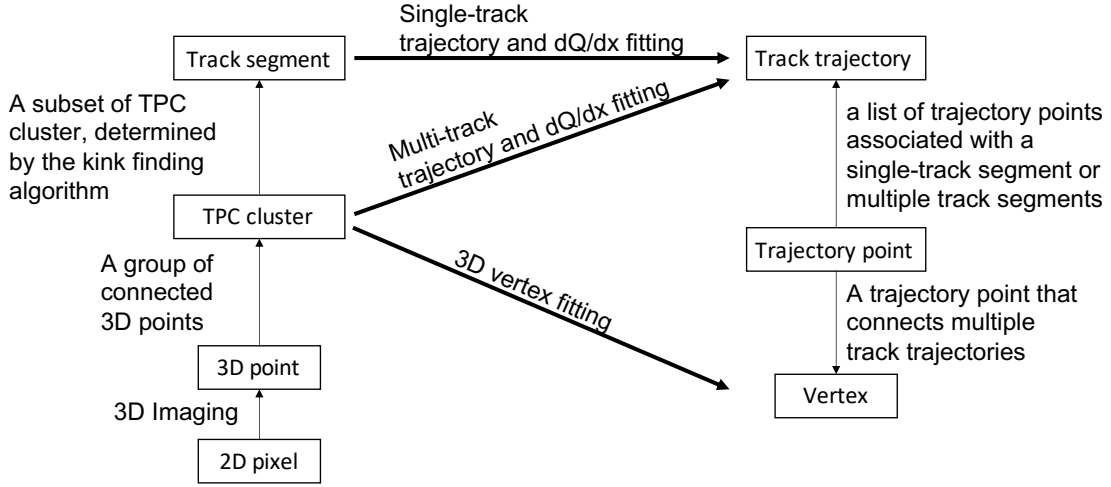 Single-track
trajectory and dQ/dx fitting
Track segment
Track trajectory
A subset of TPC
cluster, determined
by the kink finding
algorithm
Multi-track
trajectory and dQ/dx fitting
a list of trajectory points
associated with a
single-track segment or
multiple track segments
TPC cluster
Trajectory point
A group of
connected
3D points
3D vertex fitting
A trajectory point that
connects multiple
track trajectories
3D point
Vertex
3D Imaging
2D pixel